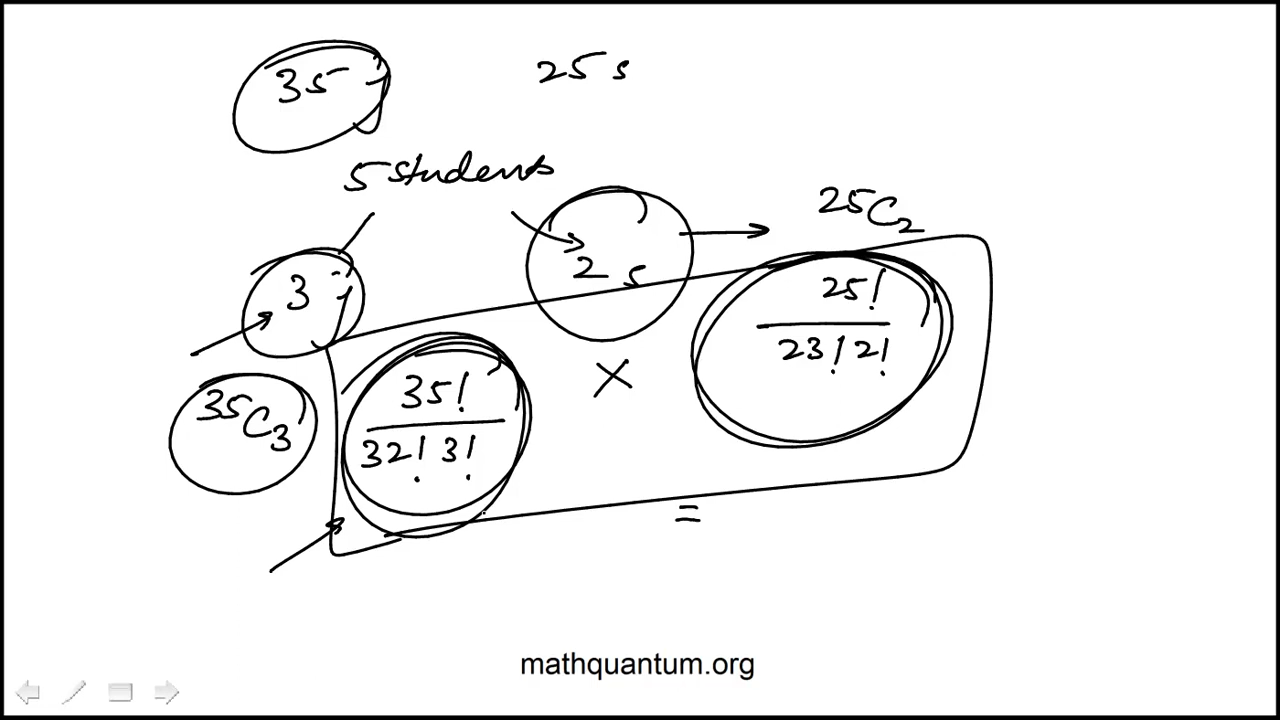 35 j 25 s
5 students
25C2
3 j 2 s
25!
23! 2!
35C3 35! ×
32! 3!
=
mathquantum.org